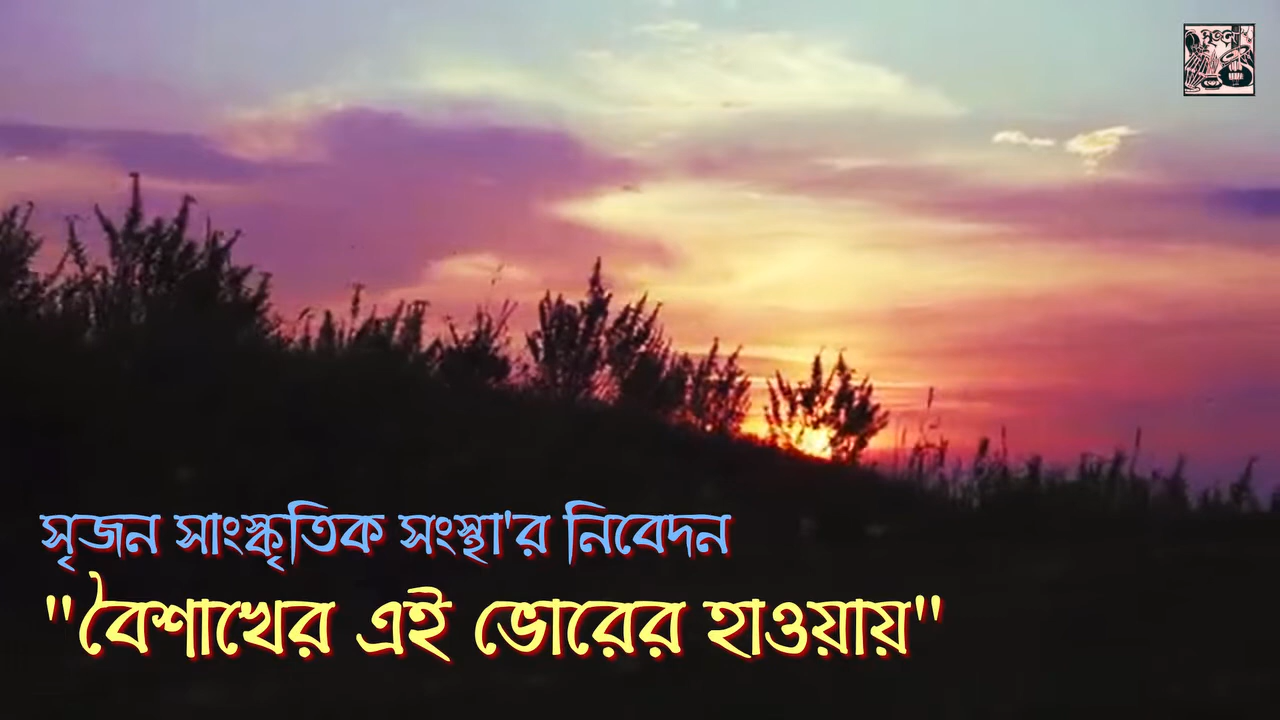 সৃজন সাংস্কৃতিক সংস্থা'র নিবেদন
"বৈশাখের এই ভোরের হাওয়ায়"